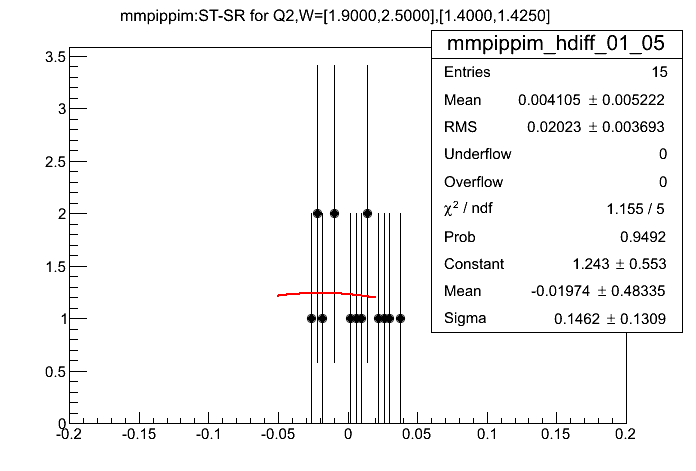 mmpippim:ST-SR for Q2,W=[1.9000,2.5000],[1.4000,1.4250]
mmpippim_hdiff_01_05
Entries 15
Mean 0.004105 ± 0.005222
RMS 0.02023 ± 0.003693
Underflow 0
Overflow 0
χ² / ndf 1.155 / 5
Prob 0.9492
Constant 1.243 ± 0.553
Mean -0.01974 ± 0.48335
Sigma 0.1462 ± 0.1309
3.5
3
2.5
2
1.5
1
0.5
0
-0.2 -0.15 -0.1 -0.05 0 0.05 0.1 0.15 0.2